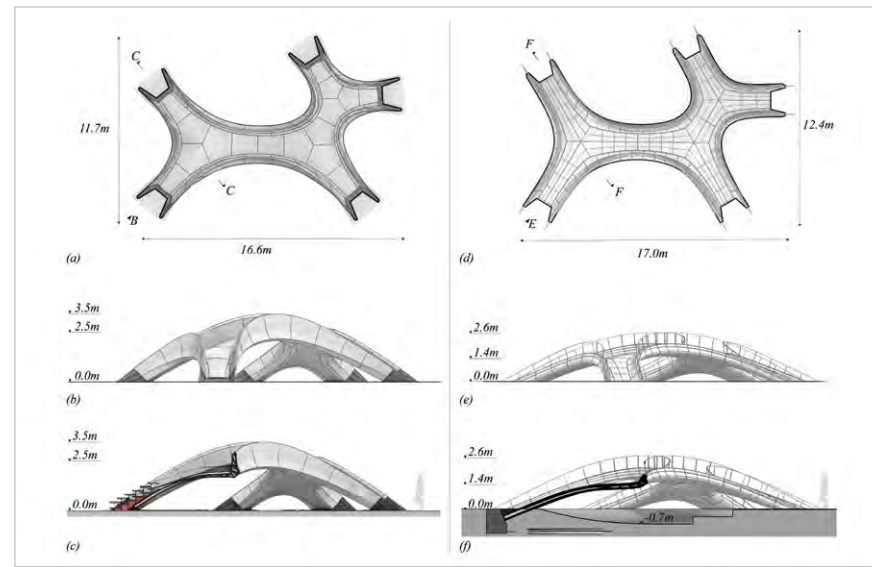 C
11.7m
C
B
16.6m
(a)
3.5m
2.5m
0.0m
(b)
3.5m
2.5m
0.0m
(c)
F
12.4m
F
E
17.0m
(d)
2.6m
1.4m
0.0m
(e)
2.6m
1.4m
0.0m
-0.7m
(f)